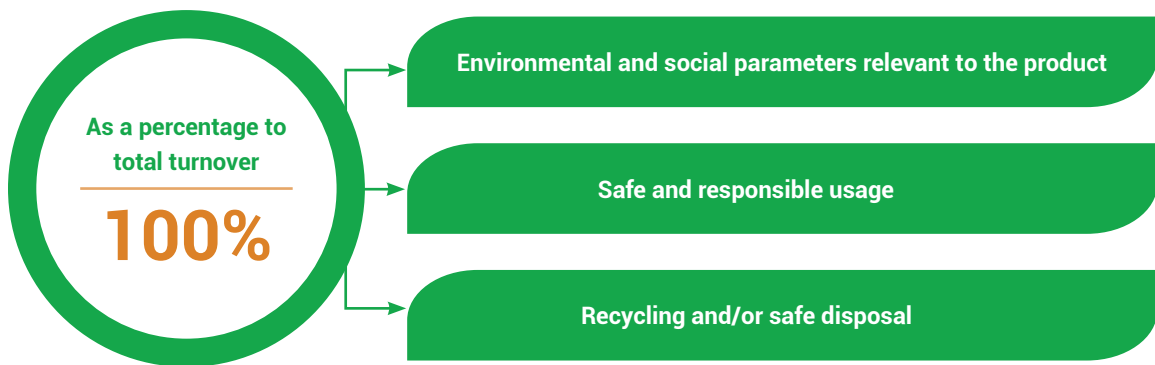 As a percentage to
total turnover
100%
Environmental and social parameters relevant to the product
Safe and responsible usage
Recycling and/or safe disposal